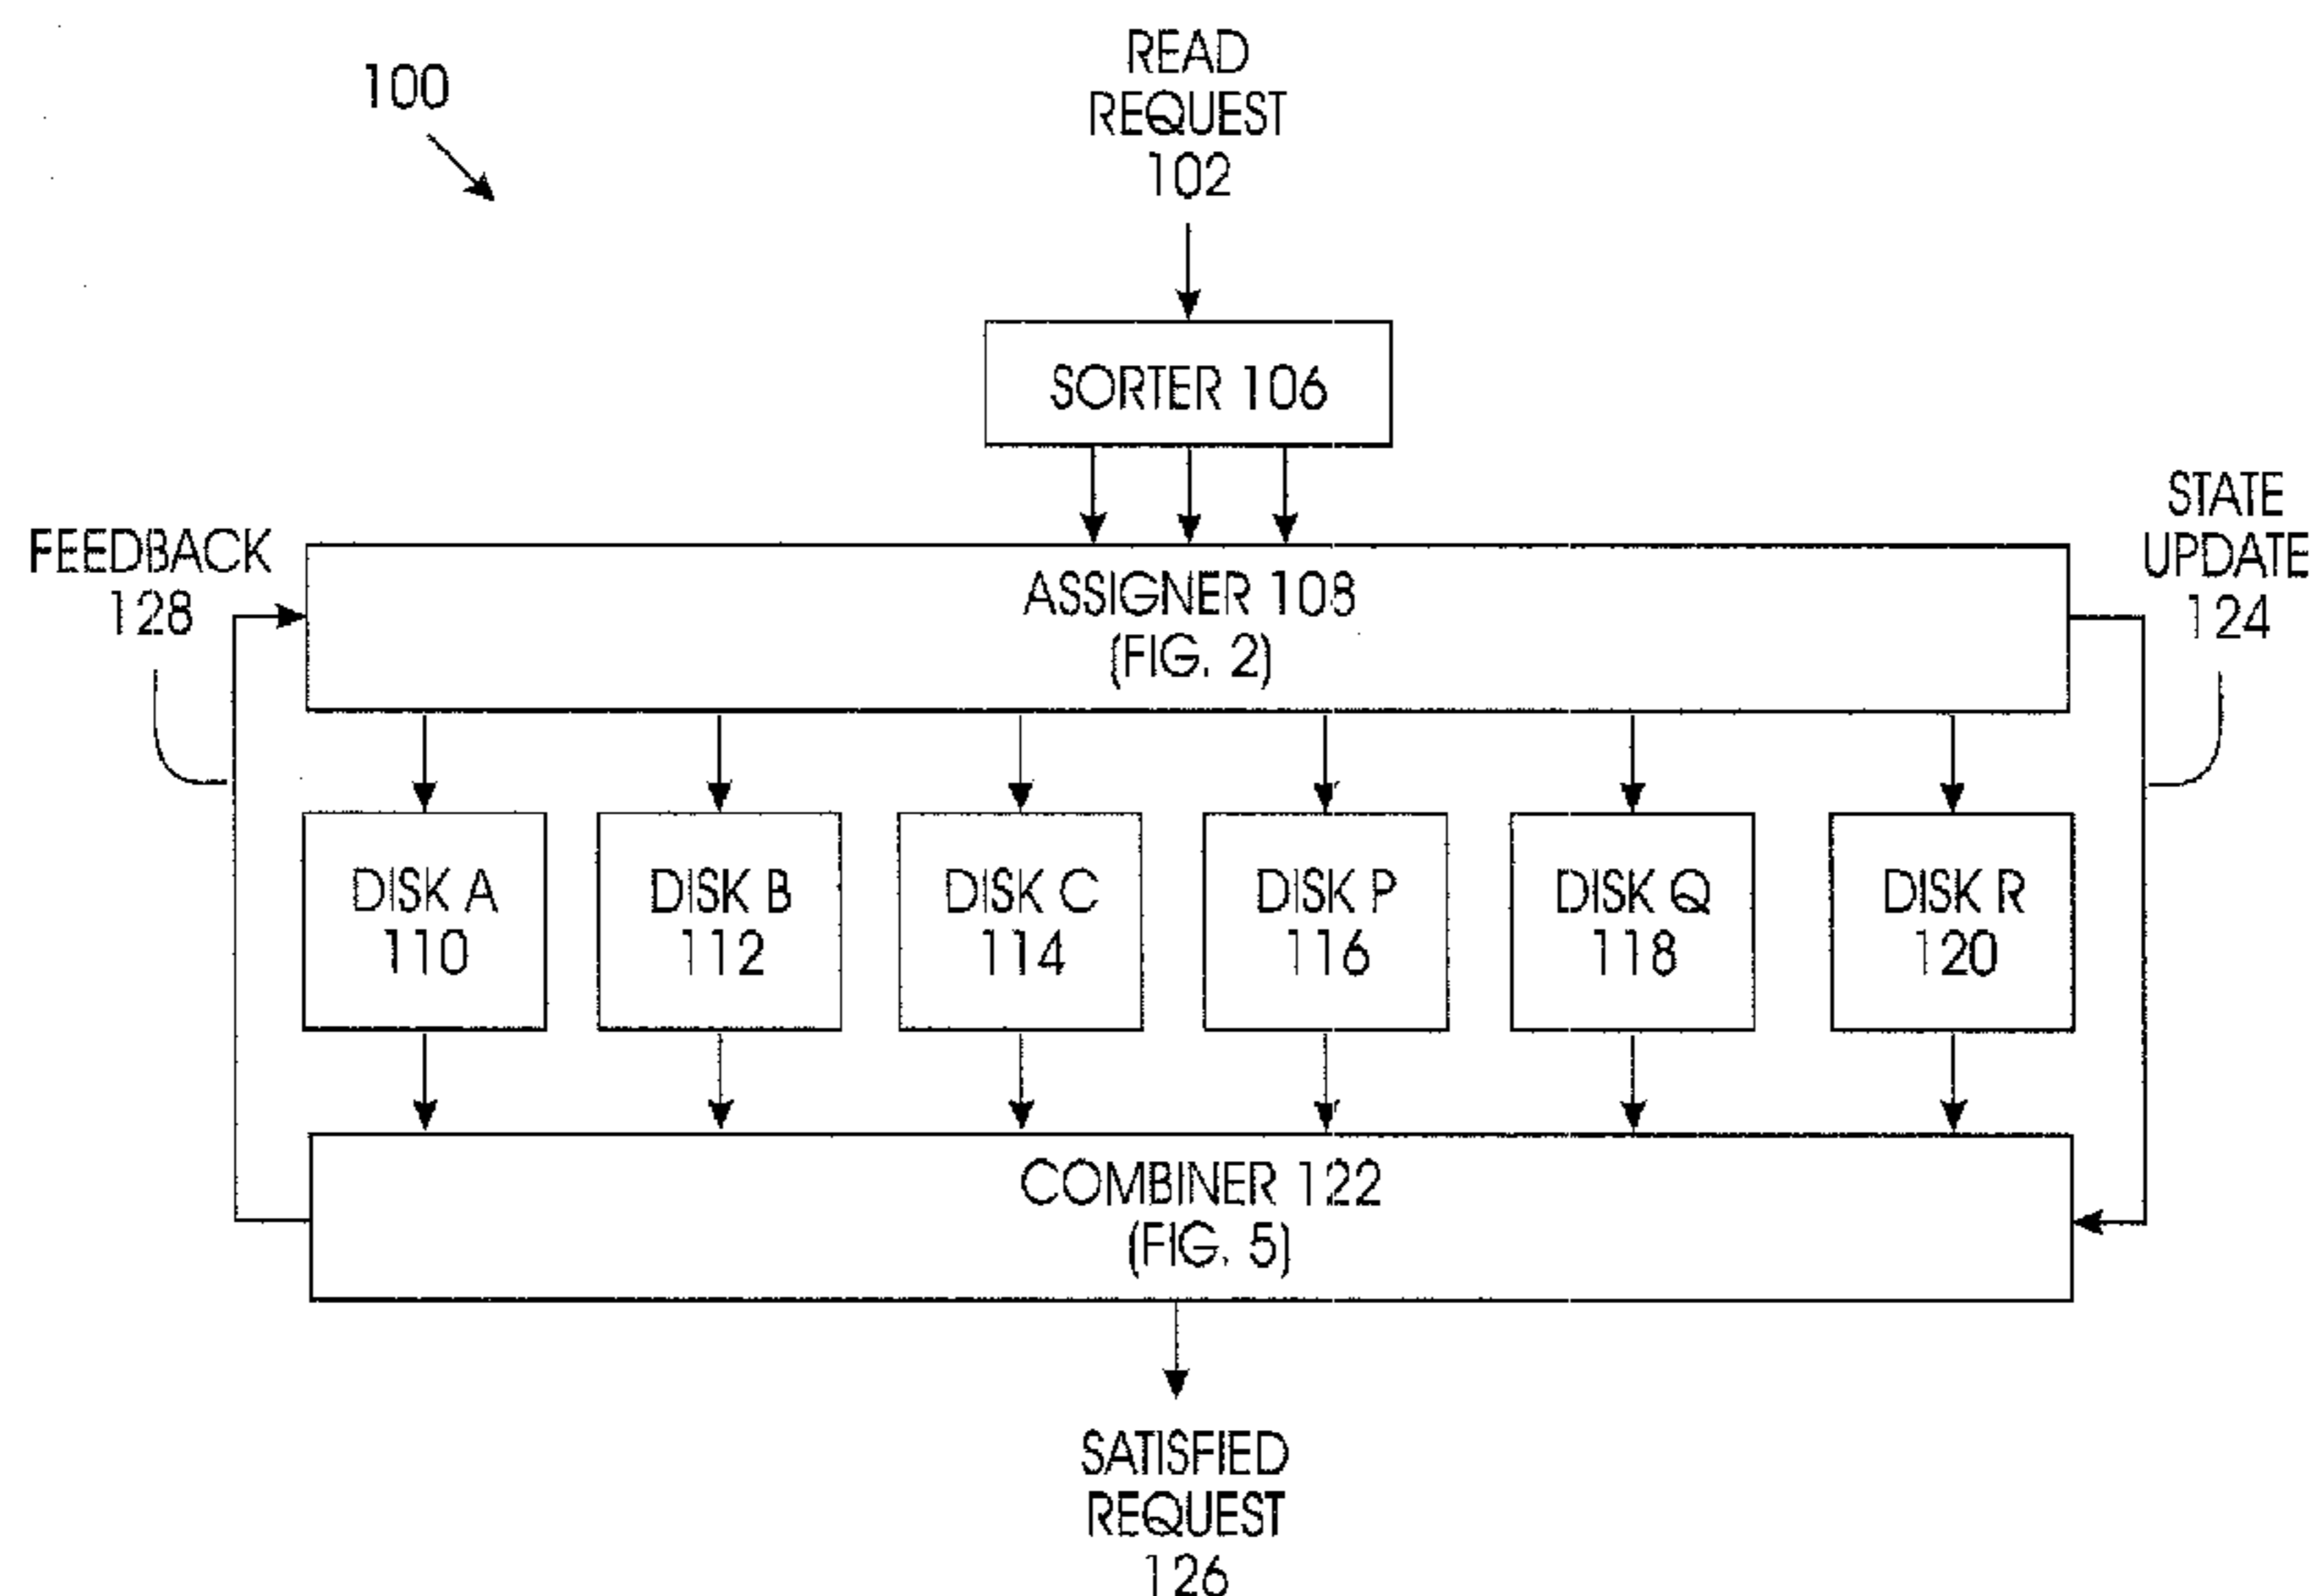 100
READ
REQUEST
102
SORTER 106
FEEDBACK
128
STATE
UPDATE
124
ASSIGNER 108
(FIG. 2)
DISK A
110
DISK B
112
DISK C
114
DISK P
116
DISK Q
118
DISK R
120
COMBINER 122
(FIG. 5)
SATISFIED
REQUEST
126